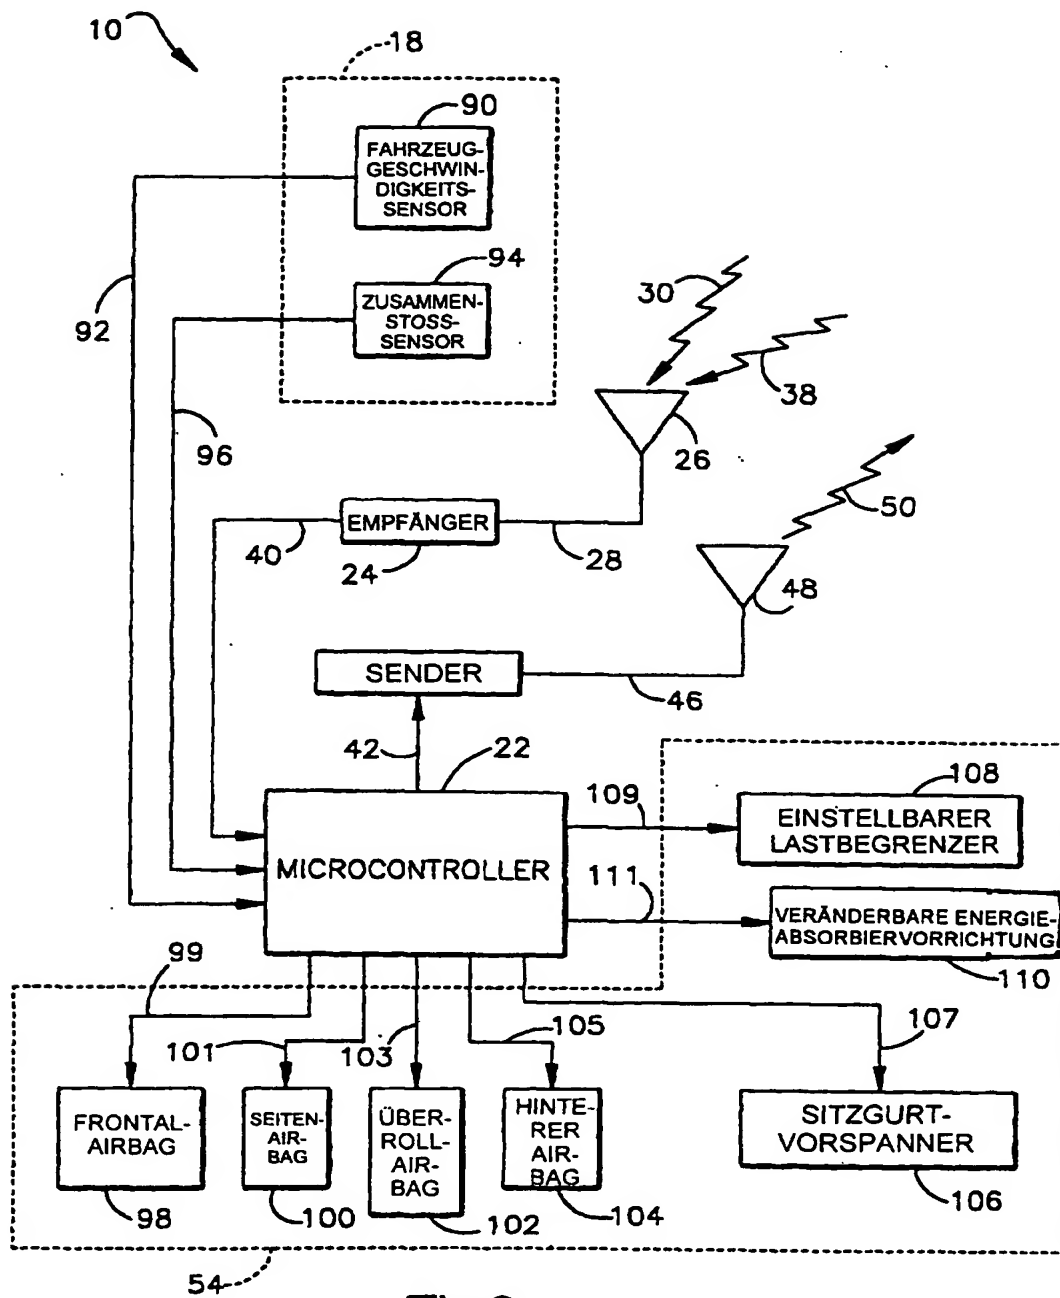 10
18
90
FAHRZEUG-
GESCHWIN-
DIGKEITS-
SENSOR
94
ZUSAMMEN-
STOSS-
SENSOR
92
96
30
38
26
EMPFÄNGER
40
24
28
50
48
SENDER
46
42
22
MICROCONTROLLER
109
108
EINSTELLBARER
LASTBEGRENZER
111
VERÄNDERBARE ENERGIE-
ABSORBIERVORRICHTUNG
110
99
101
103
105
107
FRONTAL-
AIRBAG
98
SEITEN-
AIR-
BAG
100
ÜBER-
ROLL-
AIR-
BAG
102
HINTE-
RER
AIR-
BAG
104
SITZGURT-
VORSPANNER
106
54